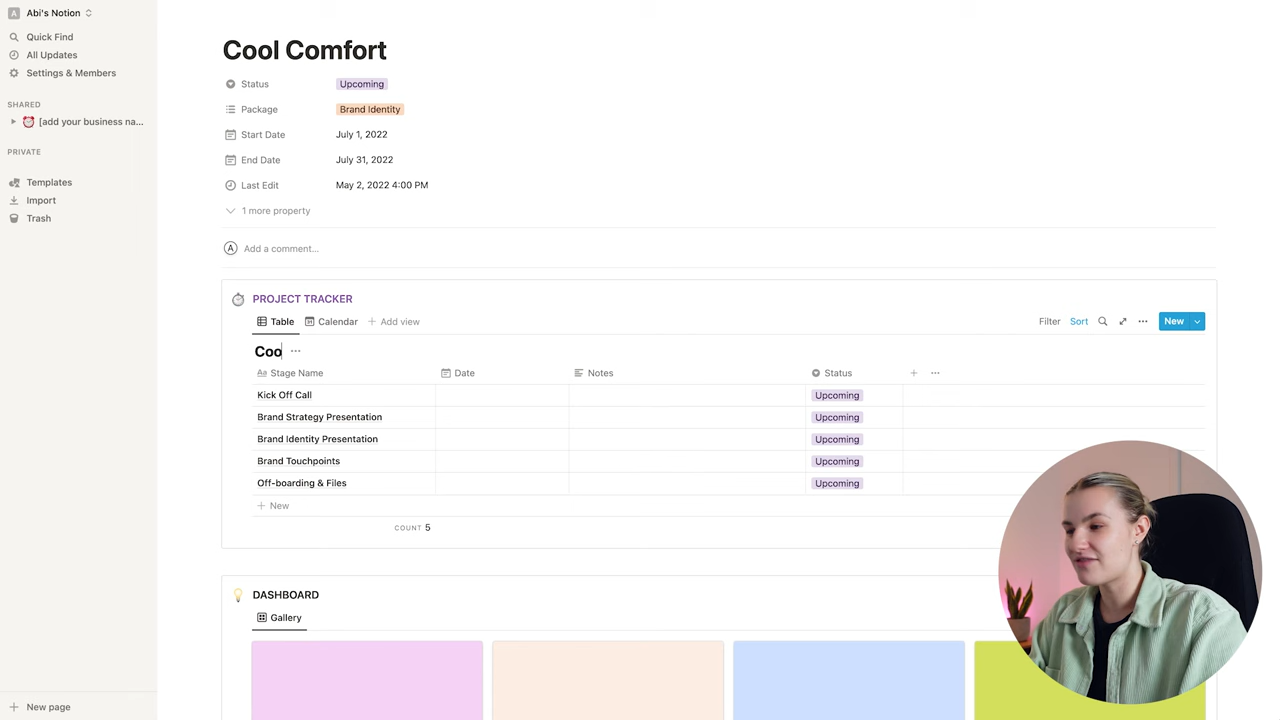 A Abi's Notion
Quick Find
All Updates
Settings & Members
SHARED
[add your business na...
PRIVATE
Templates
Import
Trash
New page
Cool Comfort
Status Upcoming
Package Brand Identity
Start Date July 1, 2022
End Date July 31, 2022
Last Edit May 2, 2022 4:00 PM
1 more property
A Add a comment...
PROJECT TRACKER
Table Calendar + Add view Filter Sort ... New
Coo ...
Aa Stage Name Date Notes Status + ...
Kick Off Call Upcoming
Brand Strategy Presentation Upcoming
Brand Identity Presentation Upcoming
Brand Touchpoints Upcoming
Off-boarding & Files Upcoming
+ New
COUNT 5
DASHBOARD
Gallery